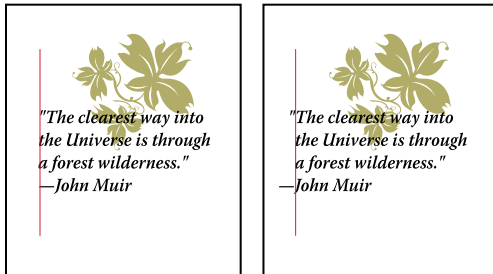 "The clearest way into
the Universe is through
a forest wilderness."
—John Muir
"The clearest way into
the Universe is through
a forest wilderness."
—John Muir